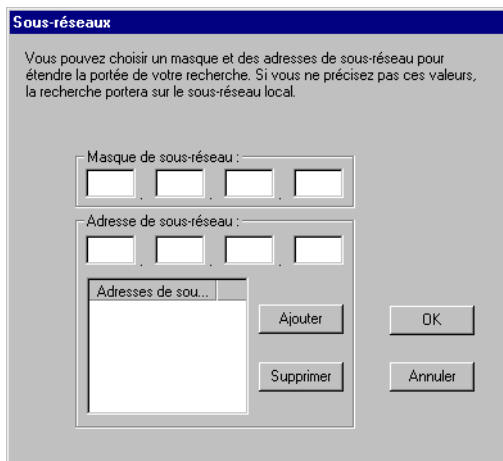 Sous-réseaux
Vous pouvez choisir un masque et des adresses de sous-réseau pour
étendre la portée de votre recherche. Si vous ne précisez pas ces valeurs,
la recherche portera sur le sous-réseau local.
Masque de sous-réseau :
. . .
Adresse de sous-réseau :
. . .
Adresses de sou...
Ajouter
OK
Supprimer
Annuler